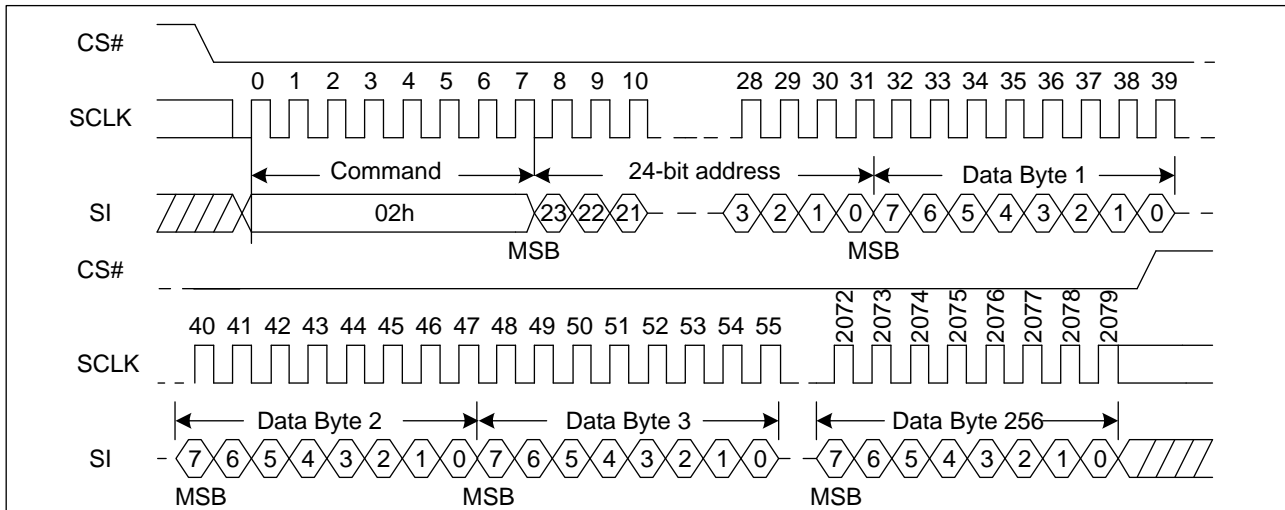 CS#
0 1 2 3 4 5 6 7 8 9 10 28 29 30 31 32 33 34 35 36 37 38 39
SCLK
Command 24-bit address Data Byte 1
SI 02h 23 22 21 3 2 1 0 7 6 5 4 3 2 1 0
MSB MSB
CS#
40 41 42 43 44 45 46 47 48 49 50 51 52 53 54 55 2072 2073 2074 2075 2076 2077 2078 2079
SCLK
Data Byte 2 Data Byte 3 Data Byte 256
SI 7 6 5 4 3 2 1 0 7 6 5 4 3 2 1 0 7 6 5 4 3 2 1 0
MSB MSB MSB